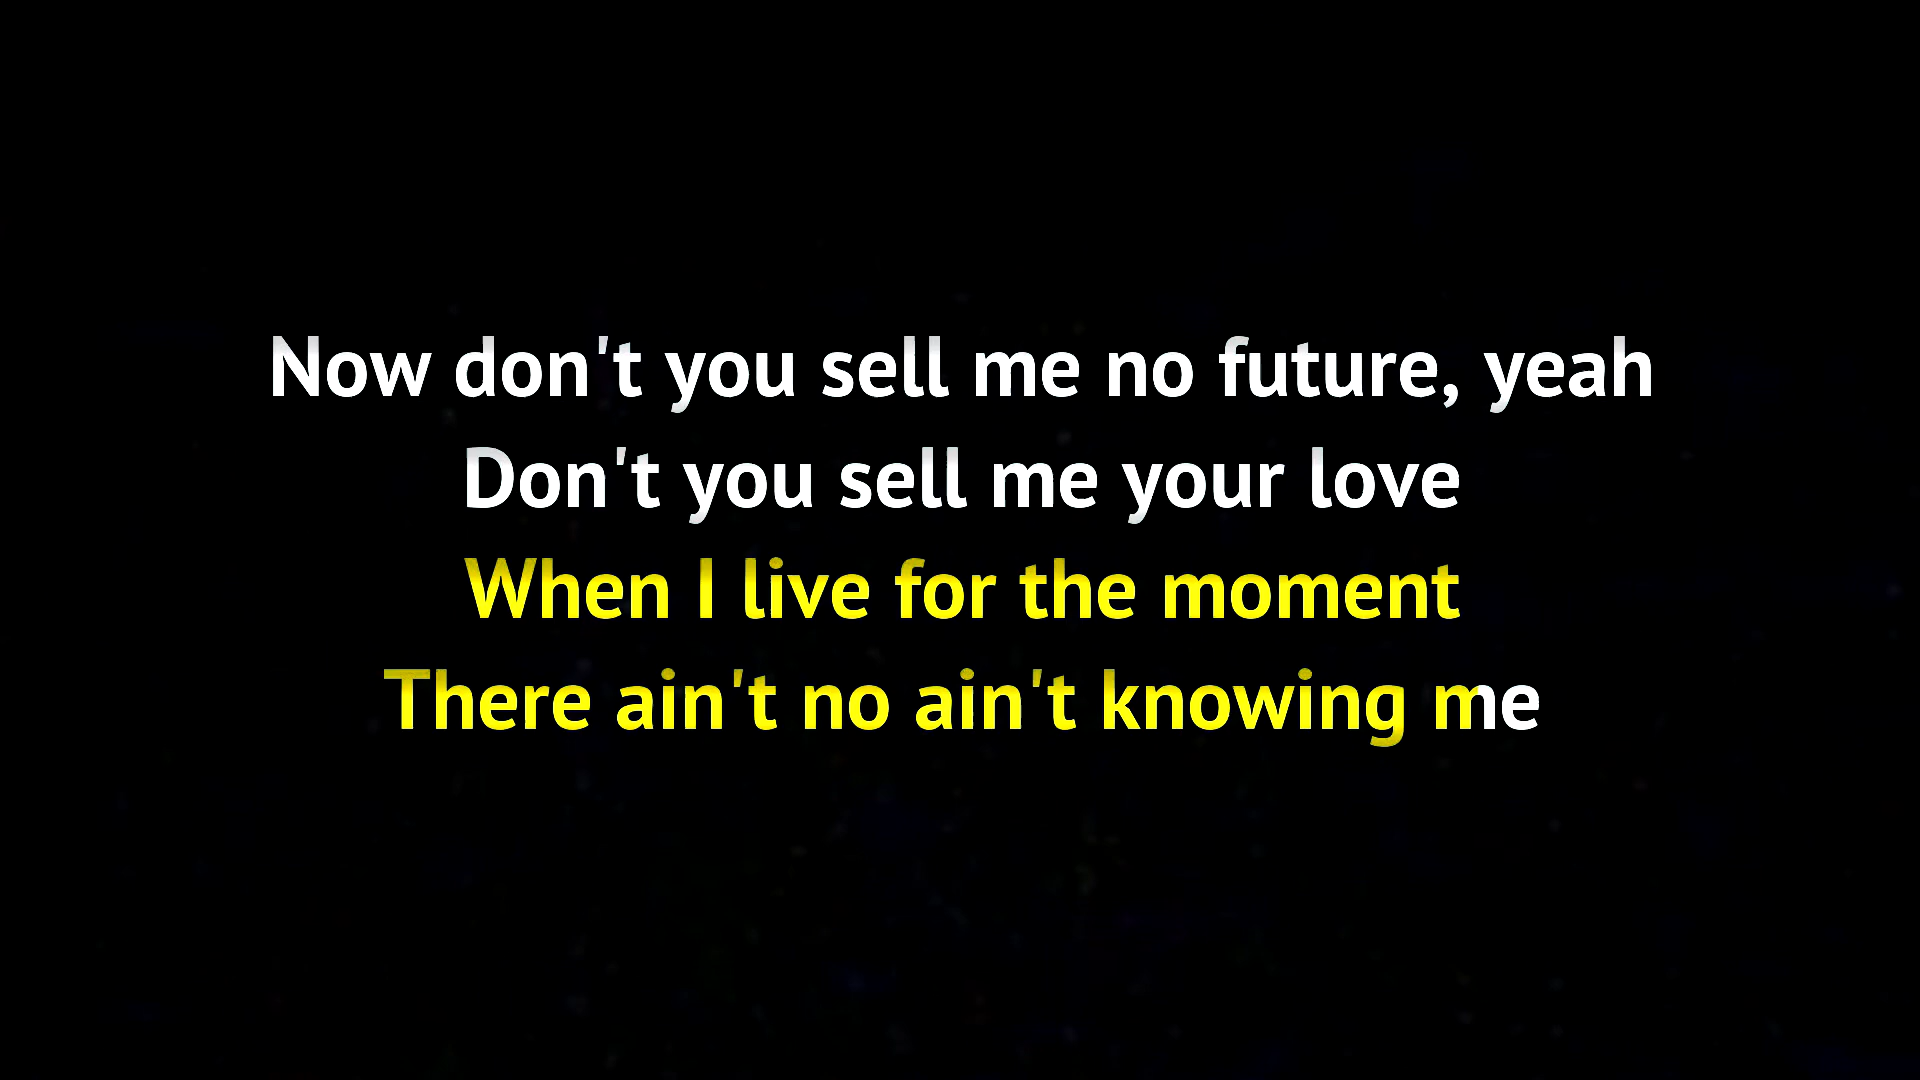 Now don't you sell me no future, yeah
Don't you sell me your love
When I live for the moment
There ain't no ain't knowing me